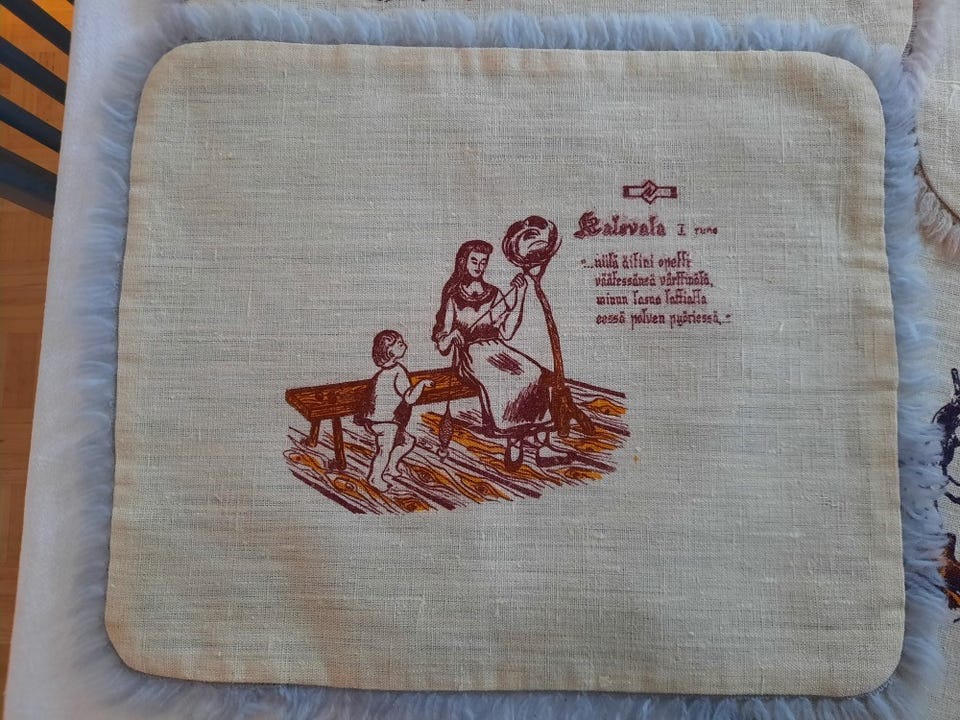 Kalevala I runo
"...niitä äitini opetti
väätessänsä värttinätä,
minun lasna lattialla
eessä polven pyöriessä,-"